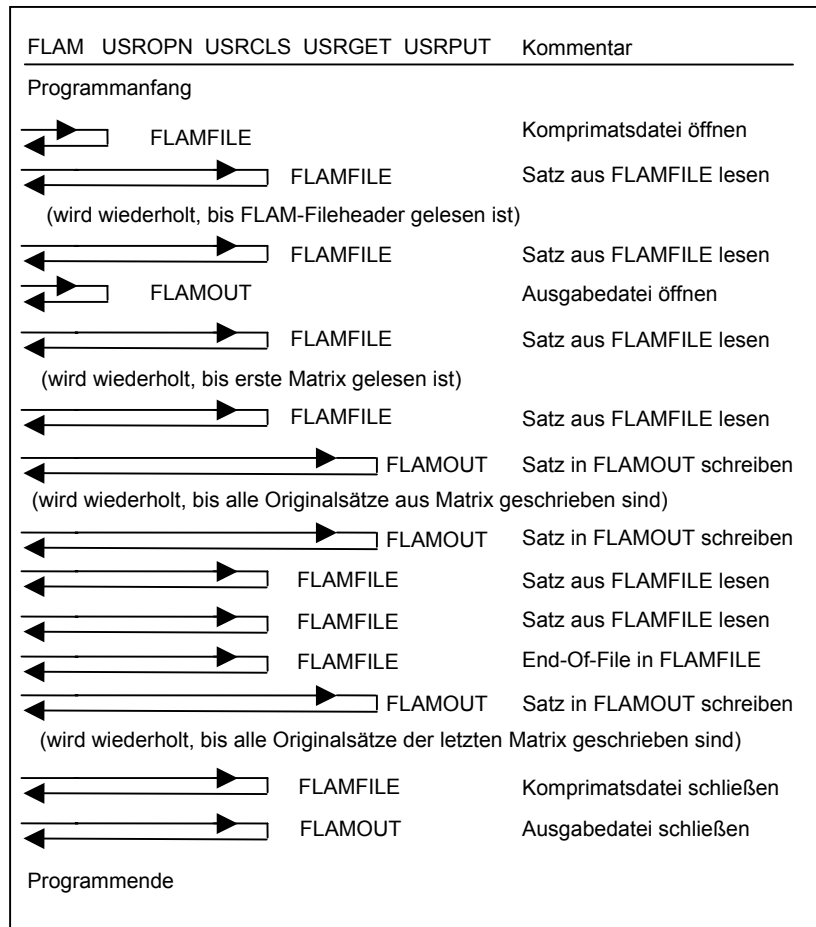 FLAM USROPN USRCLS USRGET USRPUT Kommentar
Programmanfang
FLAMFILE Komprimatsdatei öffnen
FLAMFILE Satz aus FLAMFILE lesen
(wird wiederholt, bis FLAM-Fileheader gelesen ist)
FLAMFILE Satz aus FLAMFILE lesen
FLAMOUT Ausgabedatei öffnen
FLAMFILE Satz aus FLAMFILE lesen
(wird wiederholt, bis erste Matrix gelesen ist)
FLAMFILE Satz aus FLAMFILE lesen
FLAMOUT Satz in FLAMOUT schreiben
(wird wiederholt, bis alle Originalsätze aus Matrix geschrieben sind)
FLAMOUT Satz in FLAMOUT schreiben
FLAMFILE Satz aus FLAMFILE lesen
FLAMFILE Satz aus FLAMFILE lesen
FLAMFILE End-Of-File in FLAMFILE
FLAMOUT Satz in FLAMOUT schreiben
(wird wiederholt, bis alle Originalsätze der letzten Matrix geschrieben sind)
FLAMFILE Komprimatsdatei schließen
FLAMOUT Ausgabedatei schließen
Programmende